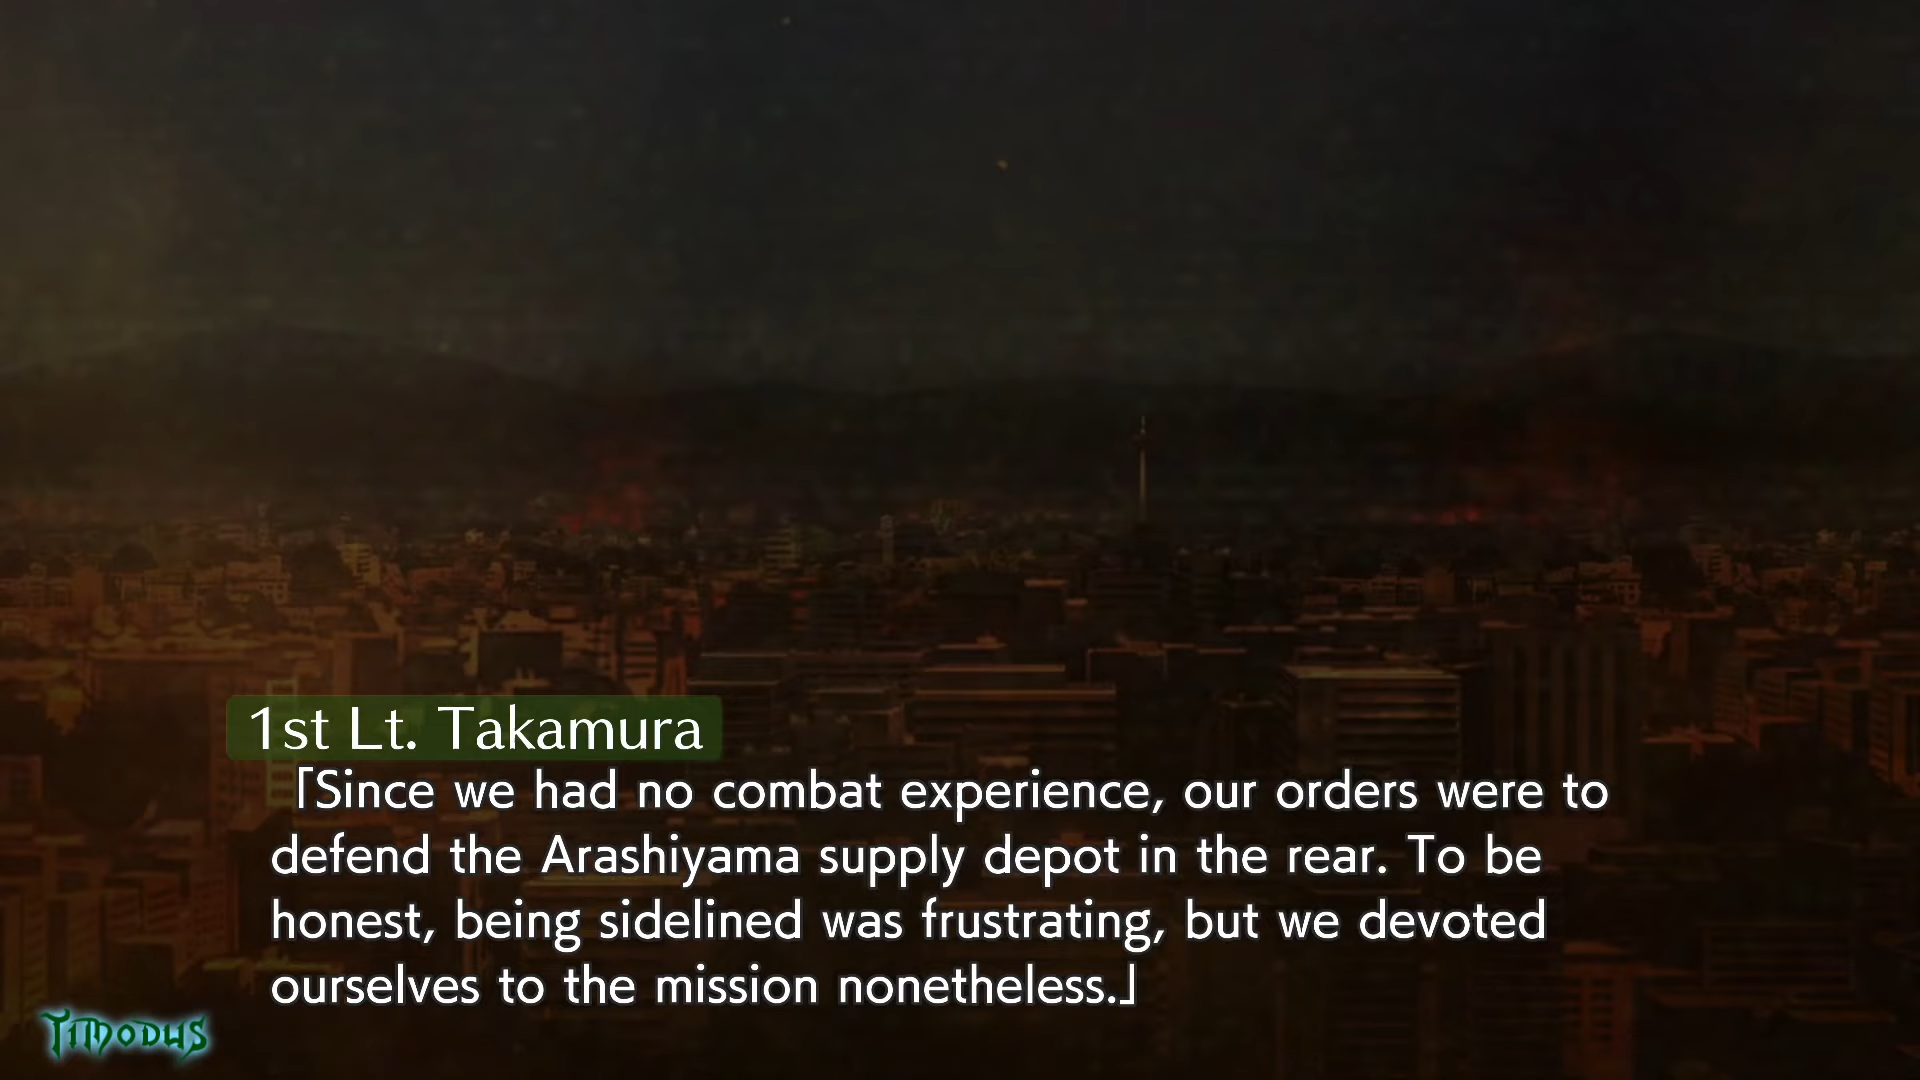 1st Lt. Takamura
「Since we had no combat experience, our orders were to
defend the Arashiyama supply depot in the rear. To be
honest, being sidelined was frustrating, but we devoted
ourselves to the mission nonetheless.」
Timodus